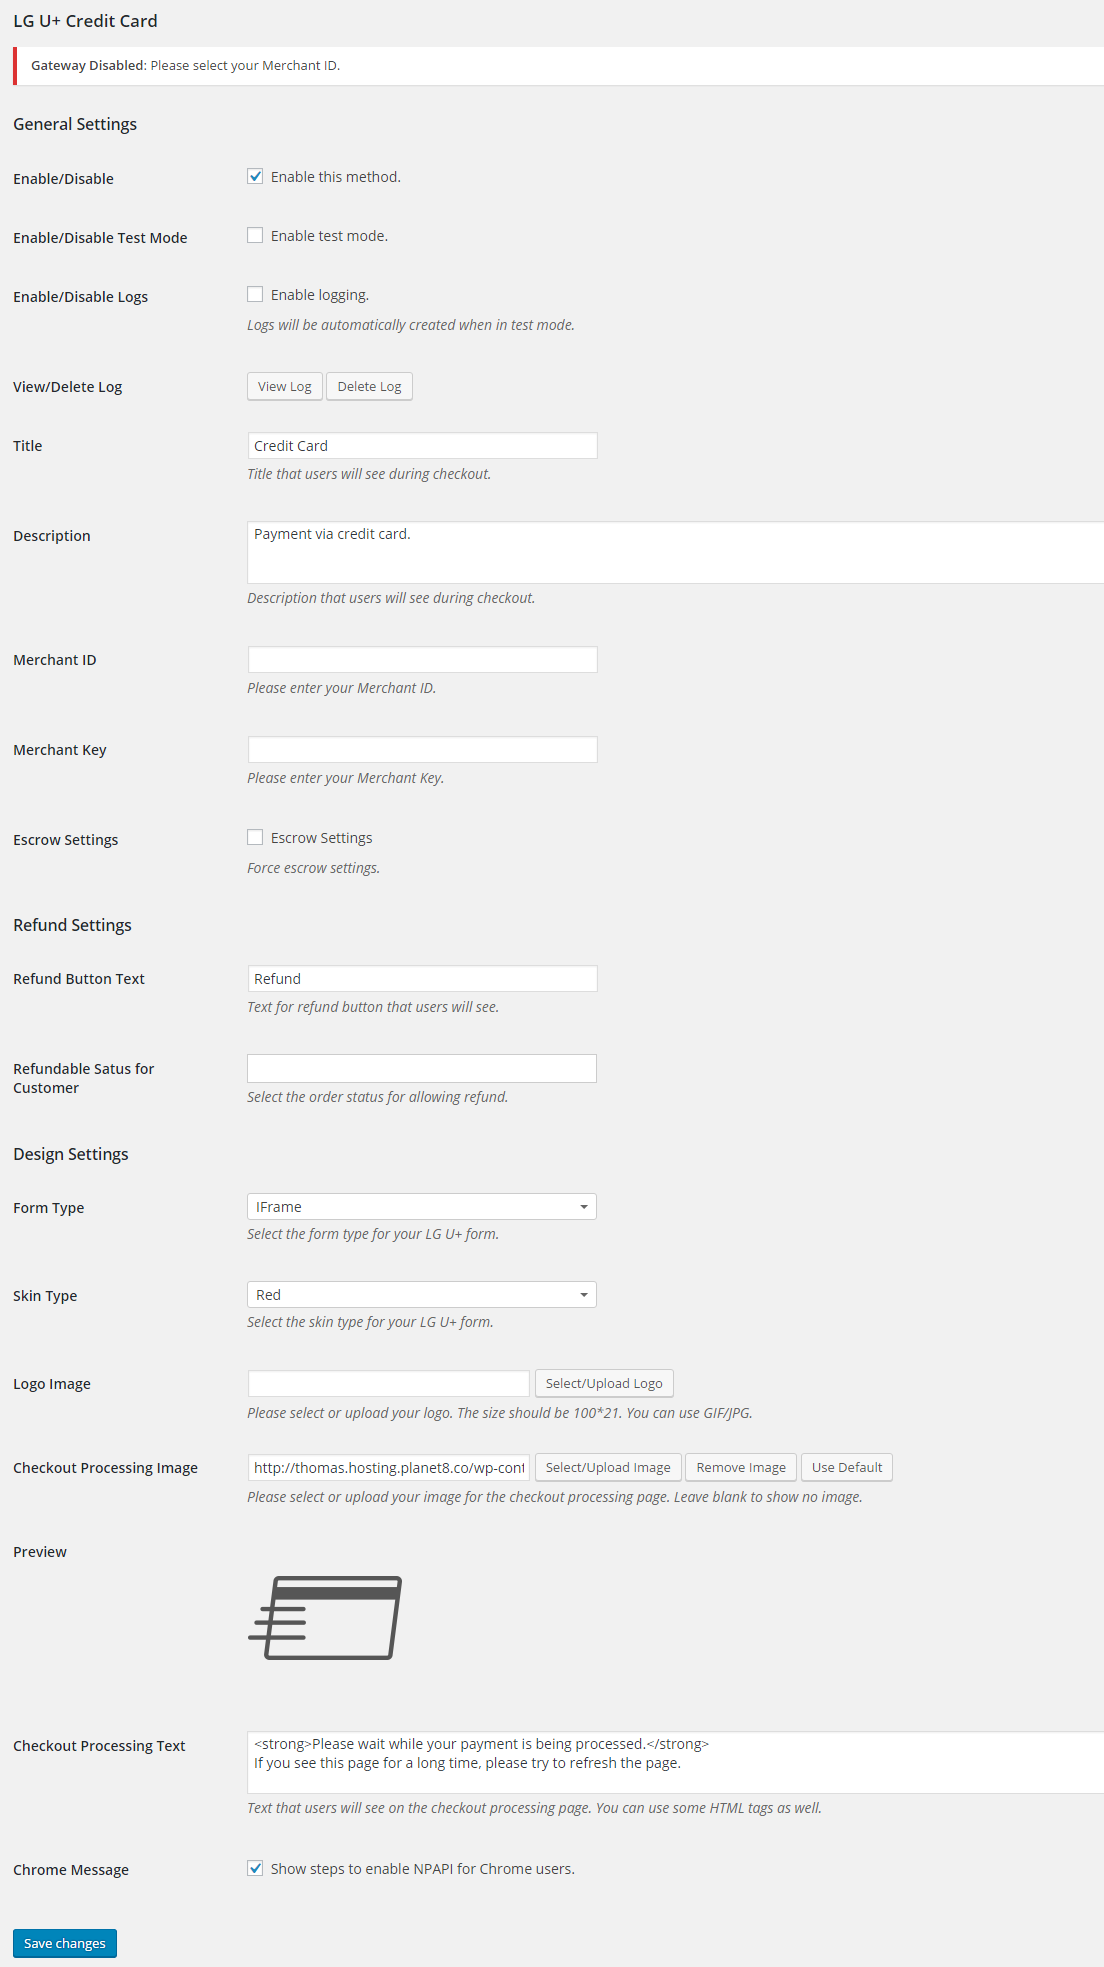 LG U+ Credit Card
Gateway Disabled: Please select your Merchant ID.
General Settings
Enable/Disable
Enable this method.
Enable/Disable Test Mode
Enable test mode.
Enable/Disable Logs
Enable logging.
Logs will be automatically created when in test mode.
View/Delete Log
View Log
Delete Log
Title
Credit Card
Title that users will see during checkout.
Description
Payment via credit card.
Description that users will see during checkout.
Merchant ID
Please enter your Merchant ID.
Merchant Key
Please enter your Merchant Key.
Escrow Settings
Escrow Settings
Force escrow settings.
Refund Settings
Refund Button Text
Refund
Text for refund button that users will see.
Refundable Satus for
Customer
Select the order status for allowing refund.
Design Settings
Form Type
IFrame
Select the form type for your LG U+ form.
Skin Type
Red
Select the skin type for your LG U+ form.
Logo Image
Select/Upload Logo
Please select or upload your logo. The size should be 100*21. You can use GIF/JPG.
Checkout Processing Image
http://thomas.hosting.planet8.co/wp-cont
Select/Upload Image
Remove Image
Use Default
Please select or upload your image for the checkout processing page. Leave blank to show no image.
Preview
Checkout Processing Text
<strong>Please wait while your payment is being processed.</strong>
If you see this page for a long time, please try to refresh the page.
Text that users will see on the checkout processing page. You can use some HTML tags as well.
Chrome Message
Show steps to enable NPAPI for Chrome users.
Save changes